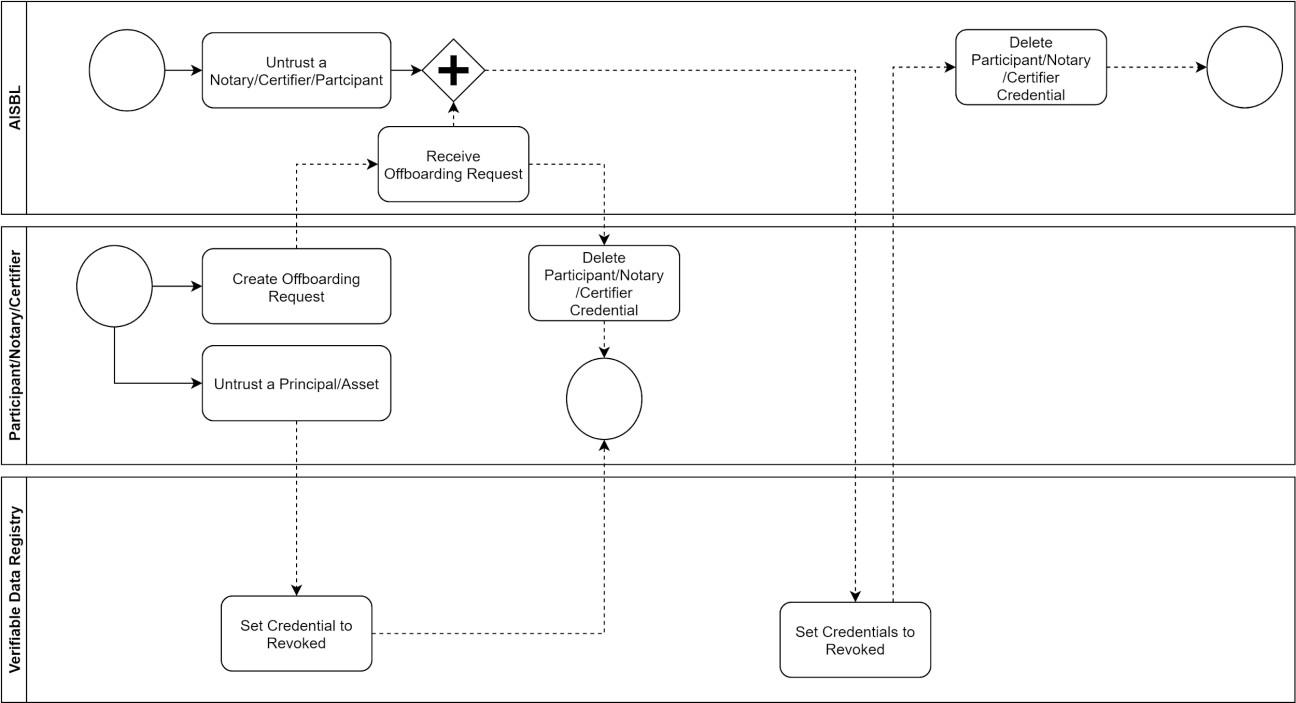 AISBL
Untrust a
Notary/Certifier/Partcipant
Receive
Offboarding Request
Delete
Participant/Notary
/Certifier
Credential
Participant/Notary/Certifier
Create Offboarding
Request
Untrust a Principal/Asset
Delete
Participant/Notary
/Certifier
Credential
Verifiable Data Registry
Set Credential to
Revoked
Set Credentials to
Revoked